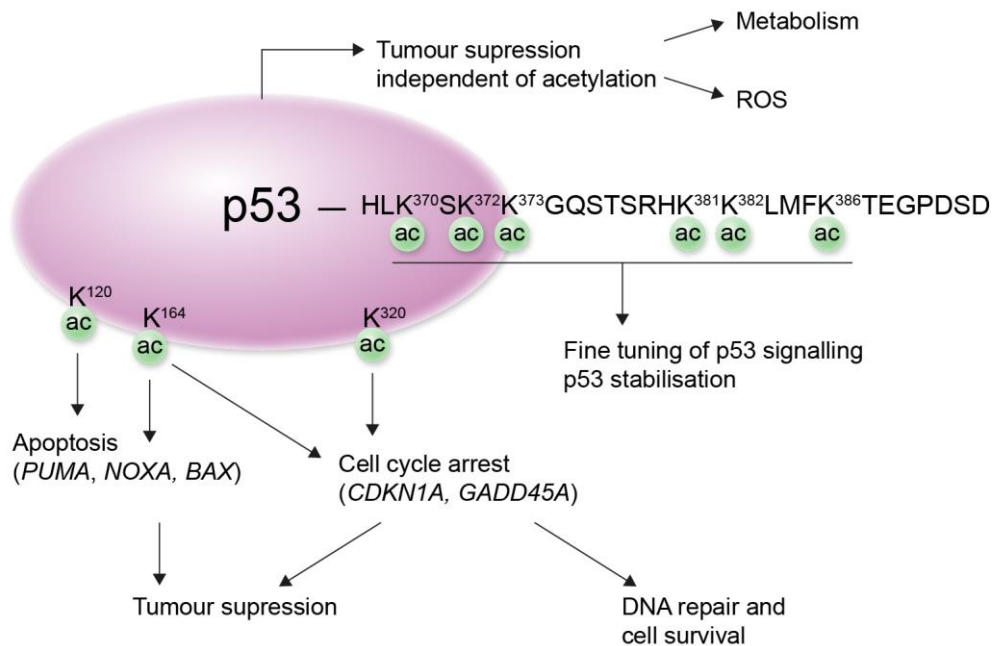 Metabolism
Tumour supression
independent of acetylation
ROS
p53 – HLK³⁷⁰SK³⁷²K³⁷³GQSTSRHK³⁸¹K³⁸²LMFK³⁸⁶TEGPDSD
ac ac ac ac ac ac
K¹²⁰
ac
K¹⁶⁴
ac
K³²⁰
ac
Fine tuning of p53 signalling
p53 stabilisation
Apoptosis
(PUMA, NOXA, BAX)
Cell cycle arrest
(CDKN1A, GADD45A)
Tumour supression
DNA repair and
cell survival